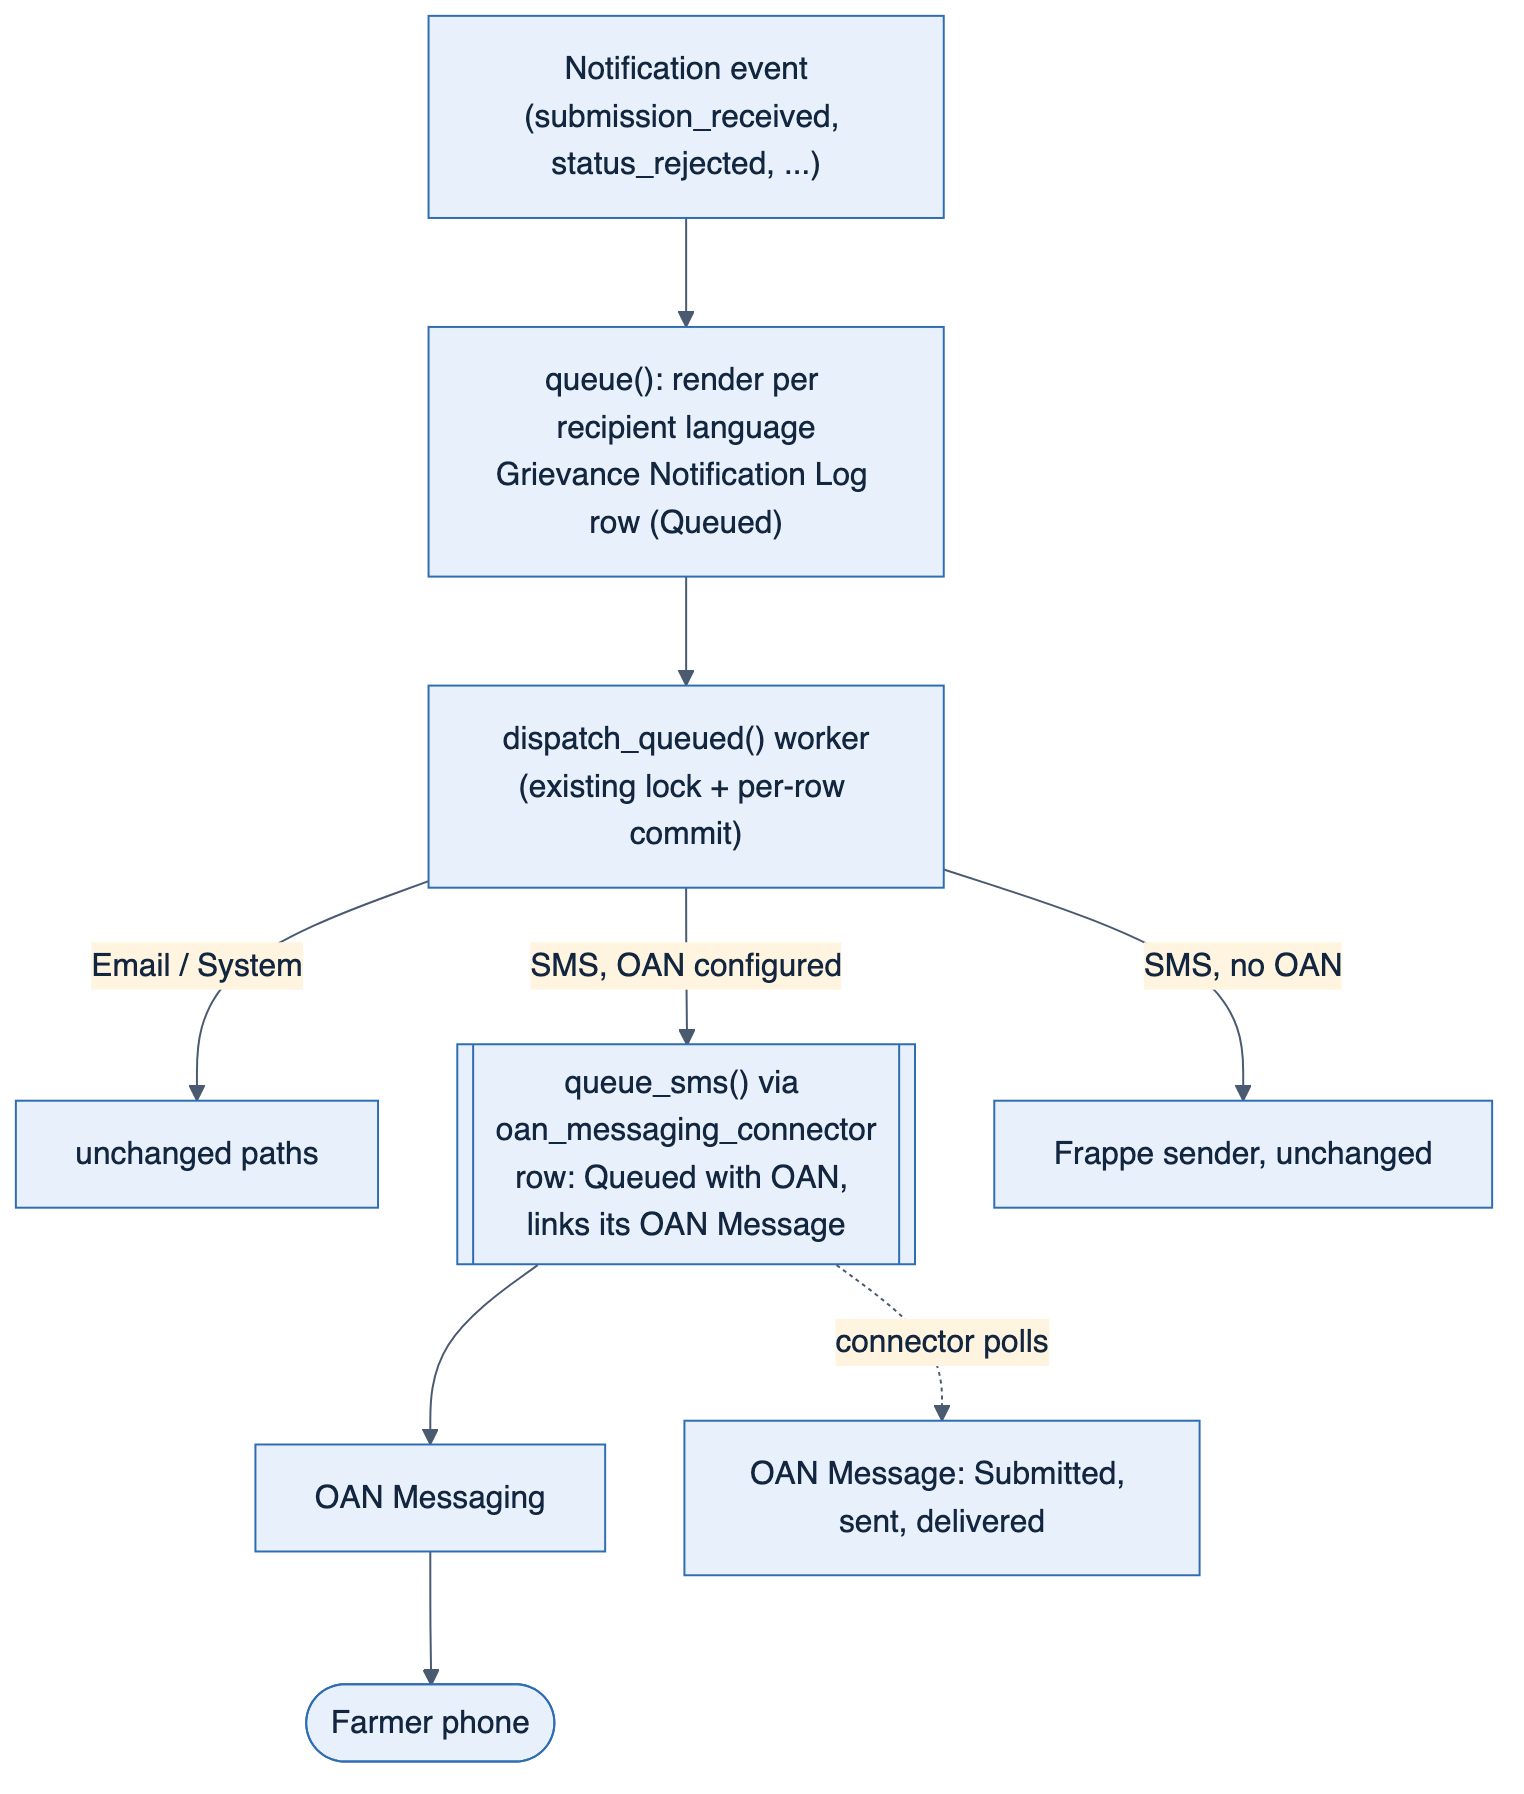 Notification event
(submission_received,
status_rejected, ...)
queue(): render per
recipient language
Grievance Notification Log
row (Queued)
dispatch_queued() worker
(existing lock + per-row
commit)
Email / System
SMS, OAN configured
SMS, no OAN
unchanged paths
queue_sms() via
oan_messaging_connector
row: Queued with OAN,
links its OAN Message
Frappe sender, unchanged
connector polls
OAN Messaging
OAN Message: Submitted,
sent, delivered
Farmer phone